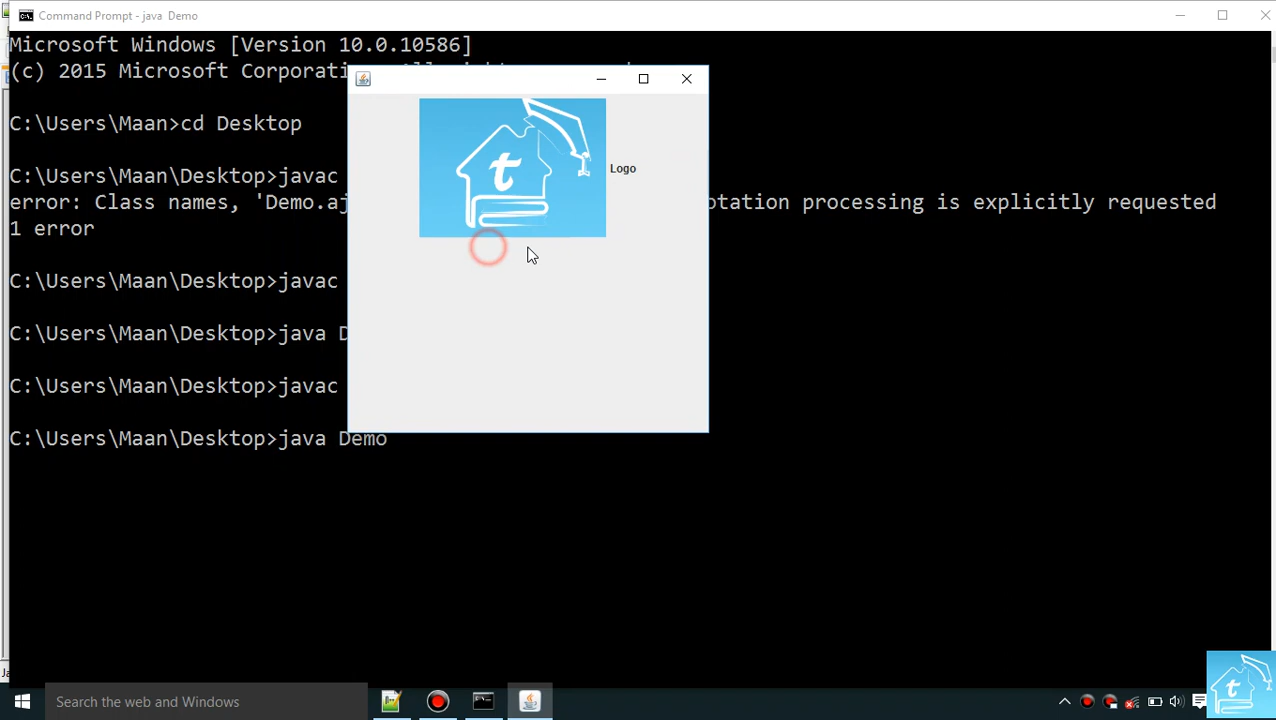 Command Prompt - java  Demo
Microsoft Windows [Version 10.0.10586]
(c) 2015 Microsoft
C:\Users\Maan>cd Desktop
t
Logo
C:\Users\Maan\Desktop>javac
error: Class names, 'Demo.aj processing is explicitly requested
1 error
C:\Users\Maan\Desktop>javac
C:\Users\Maan\Desktop>java D
C:\Users\Maan\Desktop>javac
C:\Users\Maan\Desktop>java Demo
Search the web and Windows
t